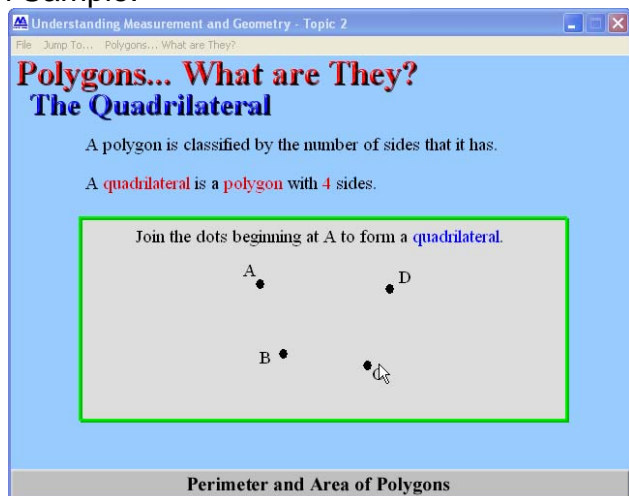 Understanding Measurement and Geometry - Topic 2
File Jump To... Polygons... What are They?
Polygons... What are They?
The Quadrilateral
A polygon is classified by the number of sides that it has.
A quadrilateral is a polygon with 4 sides.
Join the dots beginning at A to form a quadrilateral.
A
D
B
C
Perimeter and Area of Polygons